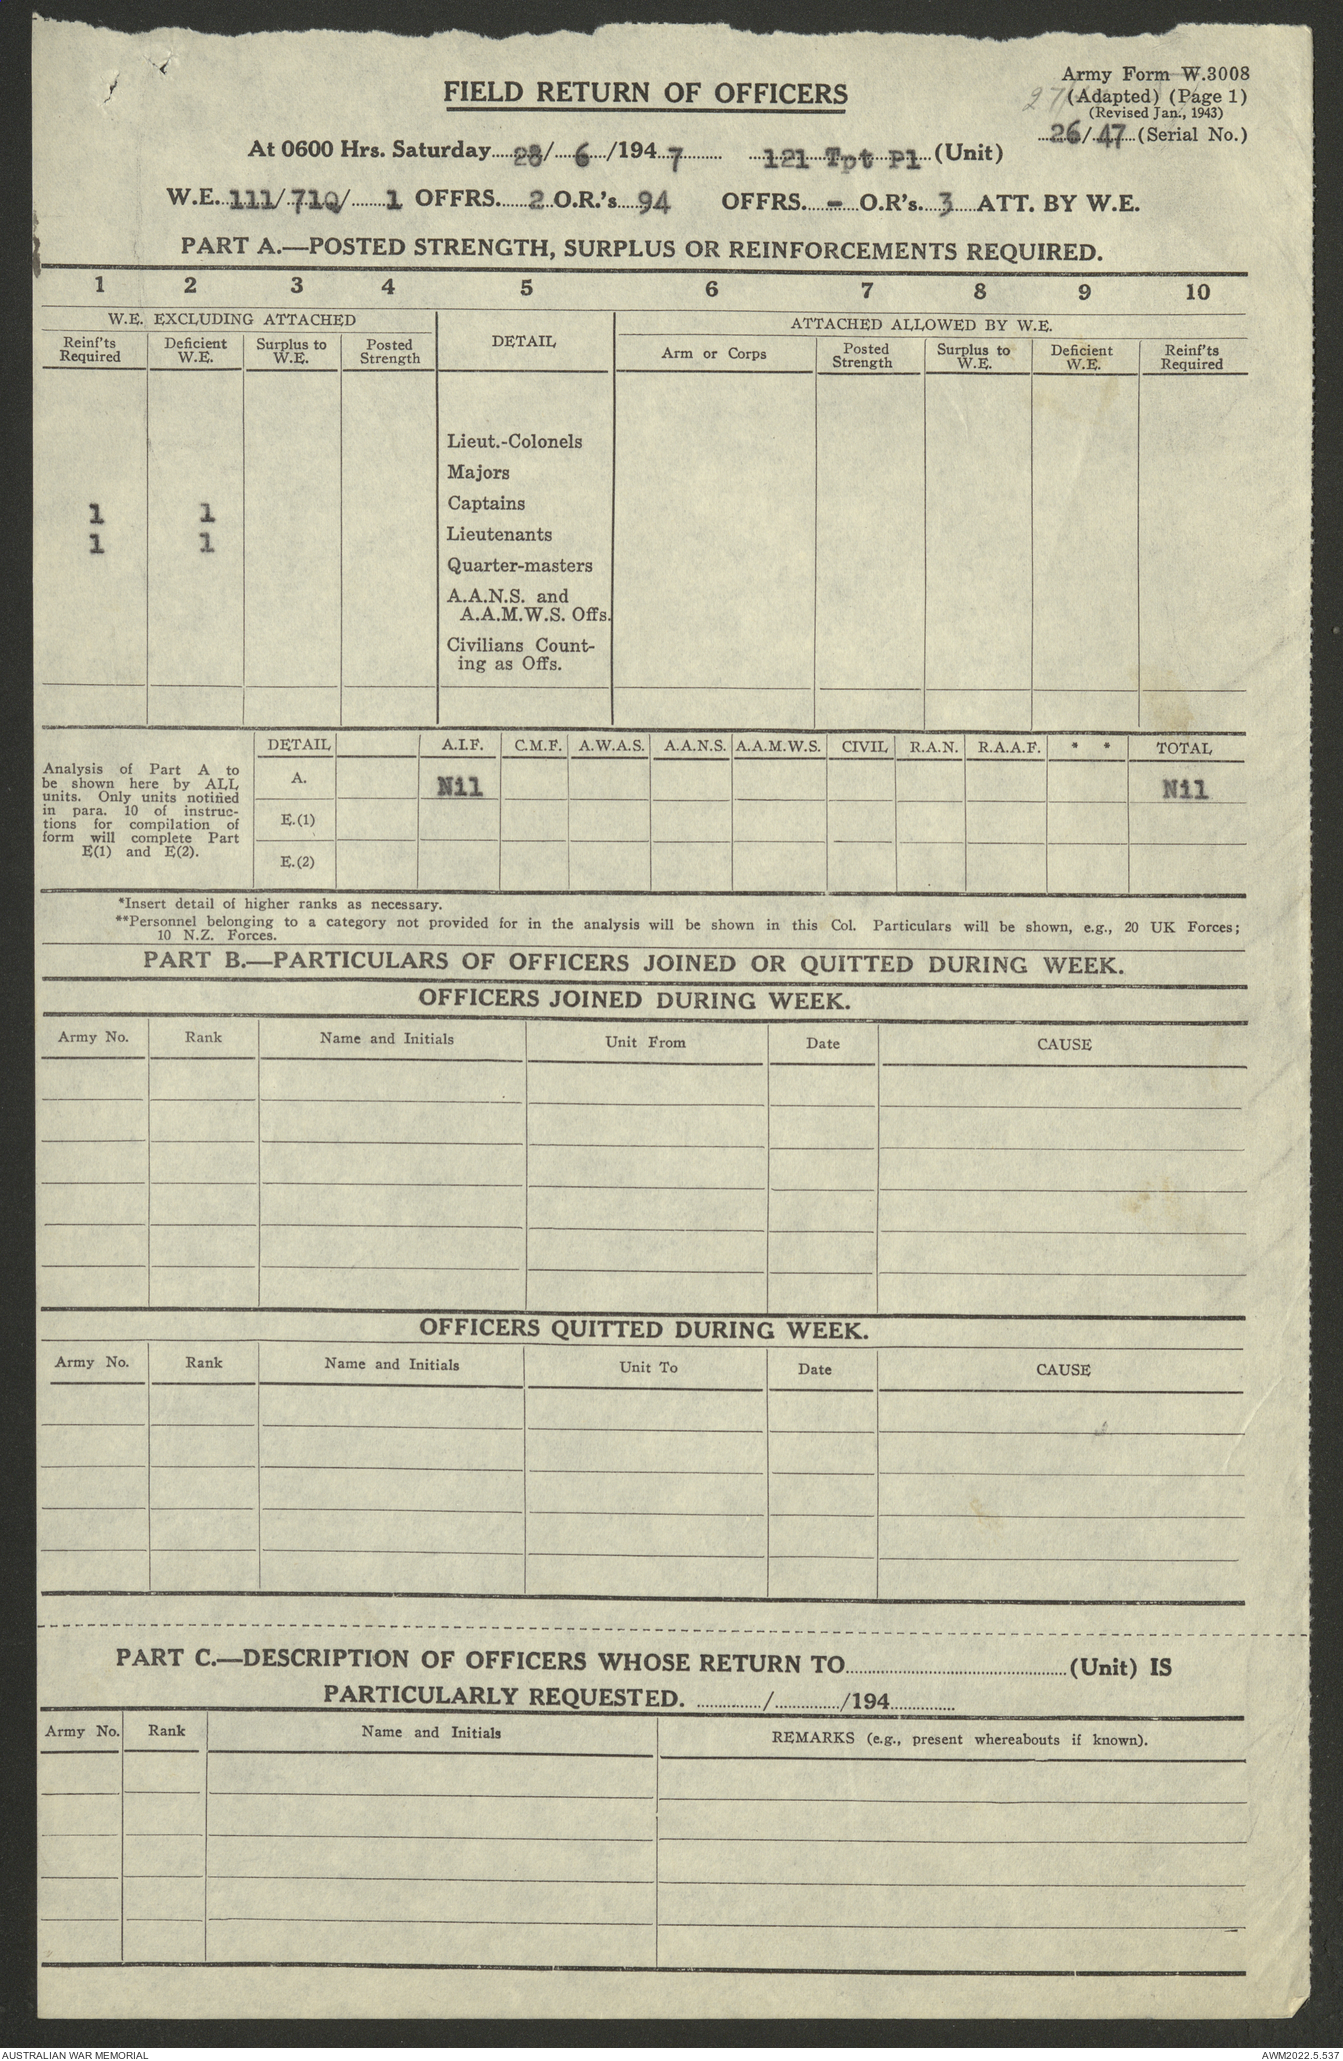 Army Form W.3008
FIELD RETURN OF OFFICERS
(Adapted) (Page 1)
(Revised Jan., 1943)
26/47 (Serial No.)
At 0600 Hrs. Saturday 28/ 6 /194 7 121 Tpt Pl (Unit)
W.E. 111/71Q/ 1 OFFRS. 2 O.R.'s 94 OFFRS. - O.R's. 3 ATT. BY W.E.
PART A.—POSTED STRENGTH, SURPLUS OR REINFORCEMENTS REQUIRED.
1 2 3 4 5 6 7 8 9 10
W.E. EXCLUDING ATTACHED DETAIL ATTACHED ALLOWED BY W.E.
Reinf'ts Required Deficient W.E. Surplus to W.E. Posted Strength Arm or Corps Posted Strength Surplus to W.E. Deficient W.E. Reinf'ts Required
Lieut.-Colonels
Majors
1 1 Captains
1 1 Lieutenants
Quarter-masters
A.A.N.S. and
A.A.M.W.S. Offs.
Civilians Count-
ing as Offs.
DETAIL A.I.F. C.M.F. A.W.A.S. A.A.N.S. A.A.M.W.S. CIVIL R.A.N. R.A.A.F. * * TOTAL
Analysis of Part A to
be shown here by ALL
units. Only units notified
in para. 10 of instruc-
tions for compilation of
form will complete Part
E(1) and E(2).
A. Nil Nil
E.(1)
E.(2)
*Insert detail of higher ranks as necessary.
**Personnel belonging to a category not provided for in the analysis will be shown in this Col. Particulars will be shown, e.g., 20 UK Forces;
10 N.Z. Forces.
PART B.—PARTICULARS OF OFFICERS JOINED OR QUITTED DURING WEEK.
OFFICERS JOINED DURING WEEK.
Army No. Rank Name and Initials Unit From Date CAUSE
OFFICERS QUITTED DURING WEEK.
Army No. Rank Name and Initials Unit To Date CAUSE
PART C.—DESCRIPTION OF OFFICERS WHOSE RETURN TO (Unit) IS
PARTICULARLY REQUESTED. / /194
Army No. Rank Name and Initials REMARKS (e.g., present whereabouts if known).
AUSTRALIAN WAR MEMORIAL AWM2022.5.537